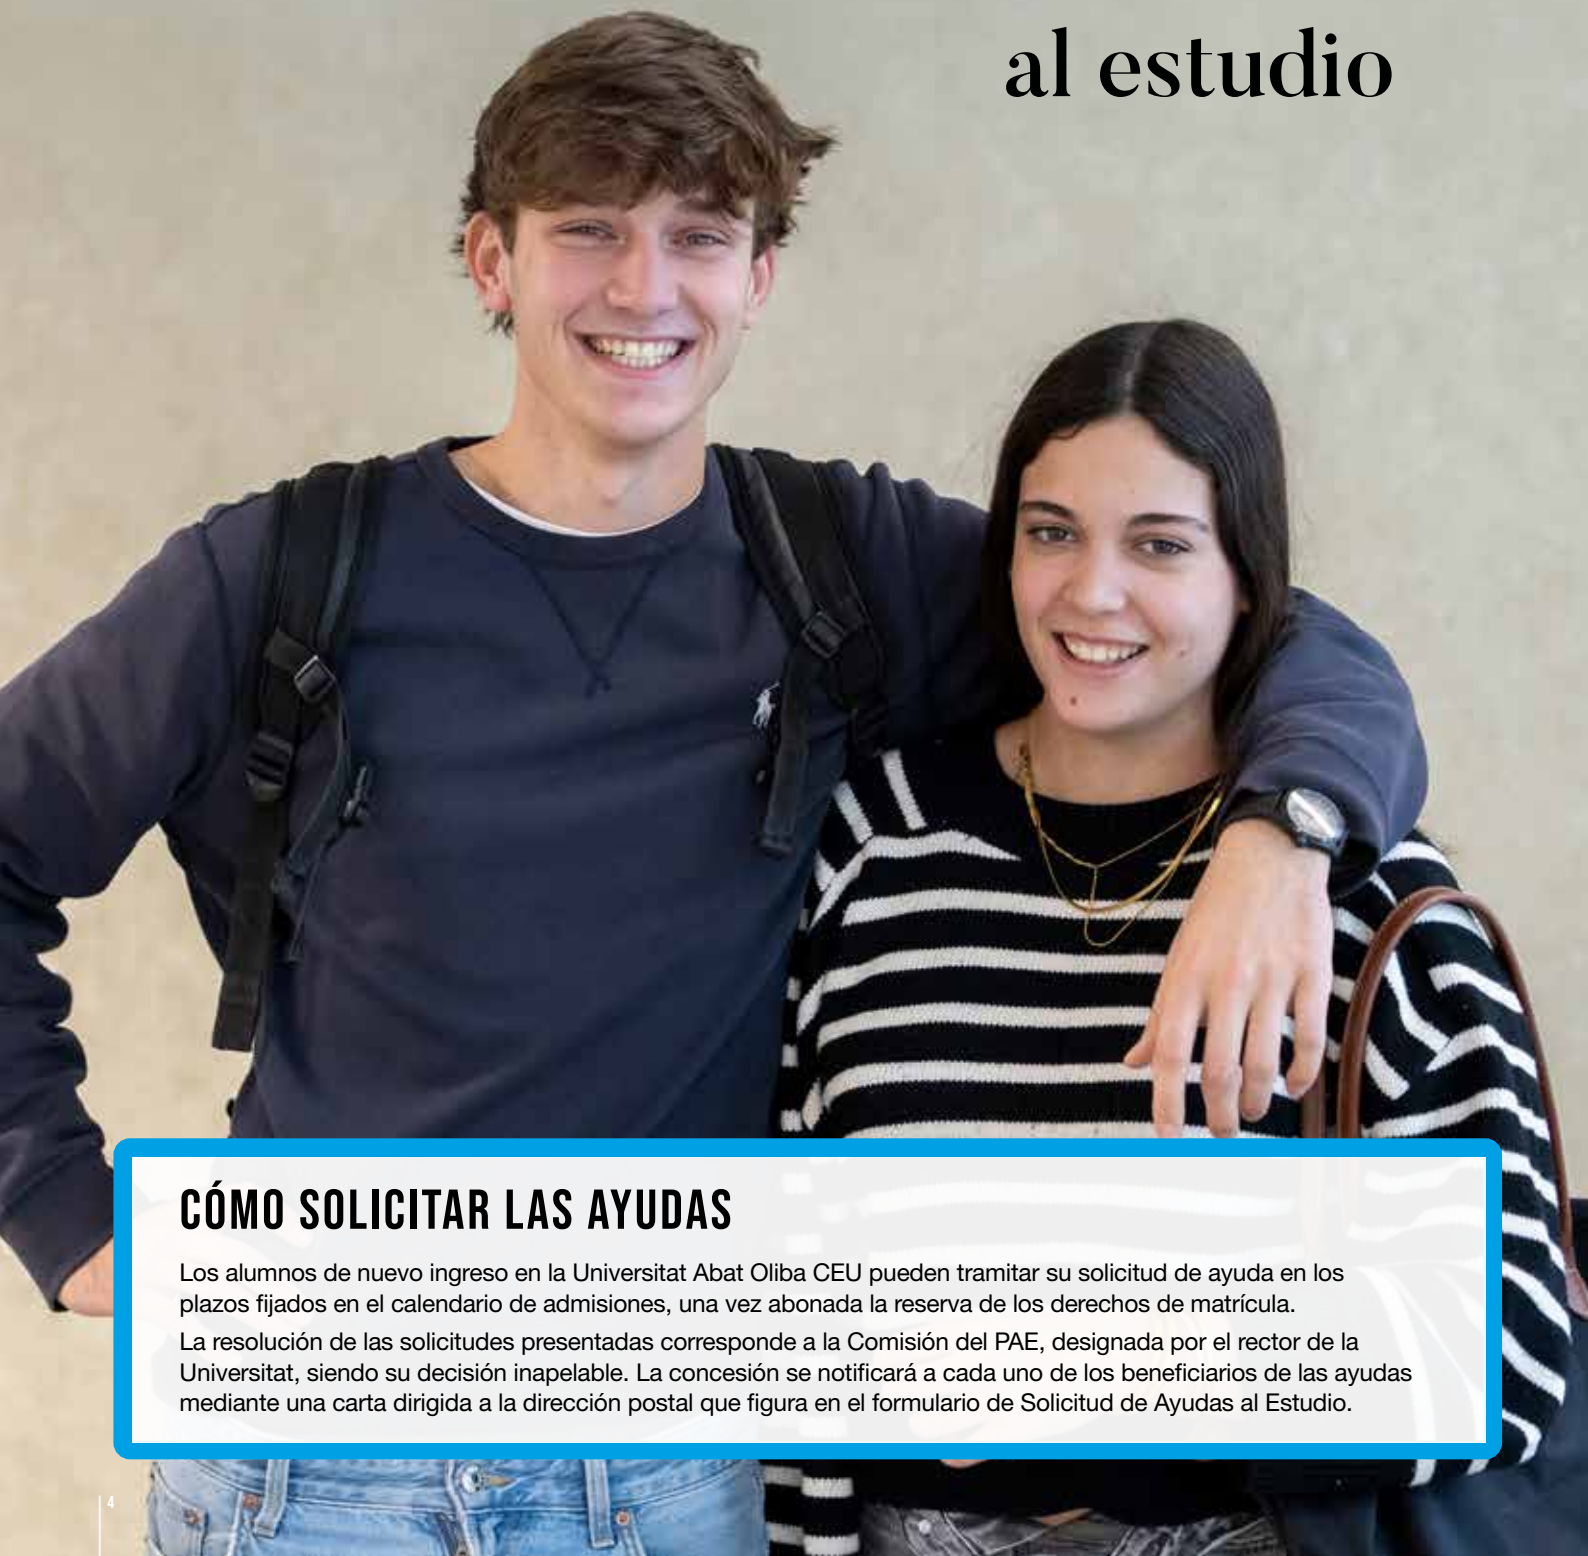 al estudio
CÓMO SOLICITAR LAS AYUDAS
Los alumnos de nuevo ingreso en la Universitat Abat Oliba CEU pueden tramitar su solicitud de ayuda en los
plazos fijados en el calendario de admisiones, una vez abonada la reserva de los derechos de matrícula.
La resolución de las solicitudes presentadas corresponde a la Comisión del PAE, designada por el rector de la
Universitat, siendo su decisión inapelable. La concesión se notificará a cada uno de los beneficiarios de las ayudas
mediante una carta dirigida a la dirección postal que figura en el formulario de Solicitud de Ayudas al Estudio.
4